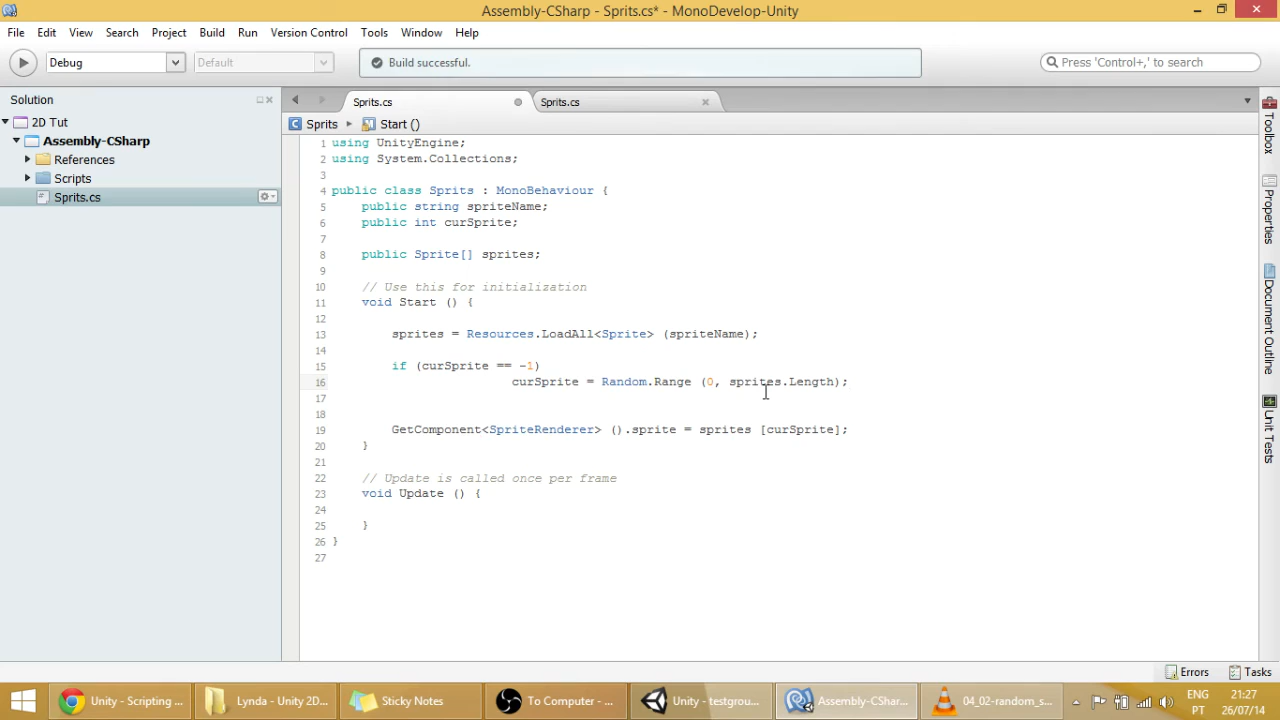 Assembly-CSharp - Sprits.cs* - MonoDevelop-Unity
File Edit View Search Project Build Run Version Control Tools Window Help
Debug Default Build successful. Press 'Control+,' to search
Solution
2D Tut
Assembly-CSharp
References
Scripts
Sprits.cs
Sprits.cs Sprits.cs
C Sprits Start ()
1 using UnityEngine;
2 using System.Collections;
3
4 public class Sprits : MonoBehaviour {
5 public string spriteName;
6 public int curSprite;
7
8 public Sprite[] sprites;
9
10 // Use this for initialization
11 void Start () {
12
13 sprites = Resources.LoadAll<Sprite> (spriteName);
14
15 if (curSprite == -1)
16 curSprite = Random.Range (0, sprites.Length);
17
18
19 GetComponent<SpriteRenderer> ().sprite = sprites [curSprite];
20 }
21
22 // Update is called once per frame
23 void Update () {
24
25 }
26 }
27
Toolbox
Properties
Document Outline
Unit Tests
Errors Tasks
Unity - Scripting ... Lynda - Unity 2D... Sticky Notes To Computer - ... Unity - testgrou... Assembly-CShar... 04_02-random_s...
ENG
PT
21:27
26/07/14